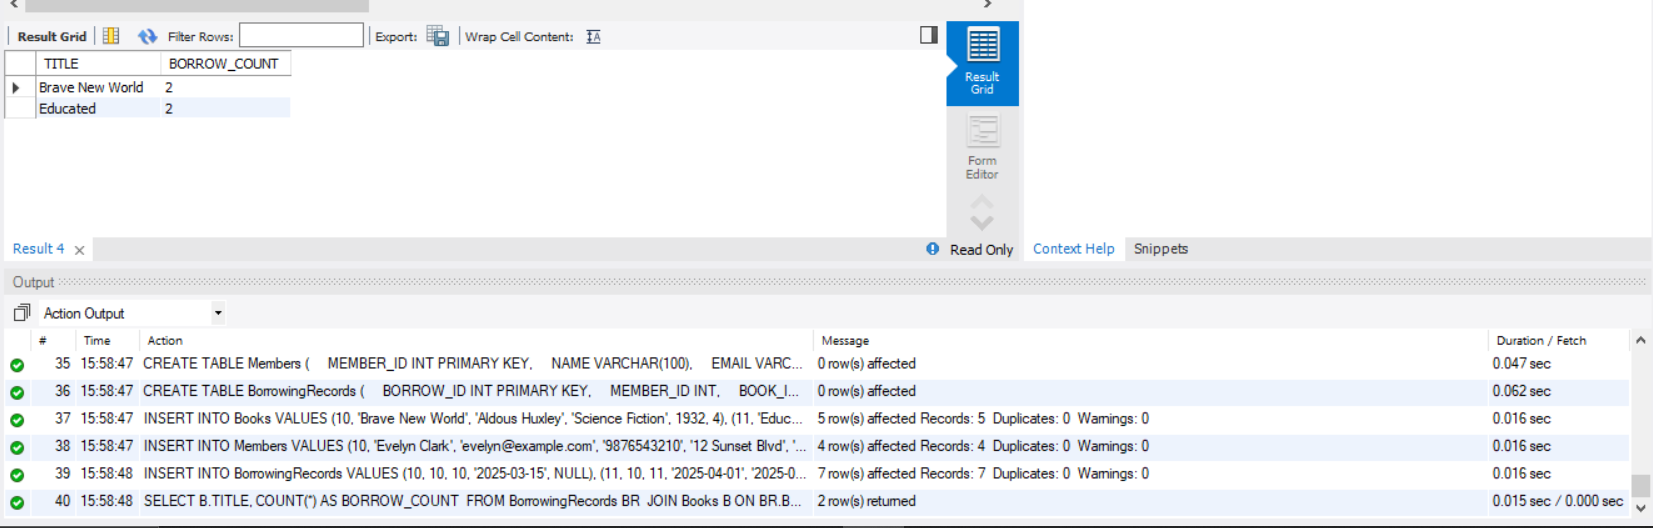 Result Grid Filter Rows: Export: Wrap Cell Content: IA
TITLE BORROW_COUNT
Brave New World 2
Educated 2
Result Grid
Form Editor
Result 4 Read Only Context Help Snippets
Output
Action Output
# Time Action Message Duration / Fetch
35 15:58:47 CREATE TABLE Members ( MEMBER_ID INT PRIMARY KEY, NAME VARCHAR(100), EMAIL VARC... 0 row(s) affected 0.047 sec
36 15:58:47 CREATE TABLE BorrowingRecords ( BORROW_ID INT PRIMARY KEY, MEMBER_ID INT, BOOK_I... 0 row(s) affected 0.062 sec
37 15:58:47 INSERT INTO Books VALUES (10, 'Brave New World', 'Aldous Huxley', 'Science Fiction', 1932, 4), (11, 'Educ... 5 row(s) affected Records: 5 Duplicates: 0 Warnings: 0 0.016 sec
38 15:58:47 INSERT INTO Members VALUES (10, 'Evelyn Clark', 'evelyn@example.com', '9876543210', '12 Sunset Blvd', '... 4 row(s) affected Records: 4 Duplicates: 0 Warnings: 0 0.016 sec
39 15:58:48 INSERT INTO BorrowingRecords VALUES (10, 10, 10, '2025-03-15', NULL), (11, 10, 11, '2025-04-01', '2025-0... 7 row(s) affected Records: 7 Duplicates: 0 Warnings: 0 0.016 sec
40 15:58:48 SELECT B.TITLE, COUNT(*) AS BORROW_COUNT FROM BorrowingRecords BR JOIN Books B ON BR.B... 2 row(s) returned 0.015 sec / 0.000 sec